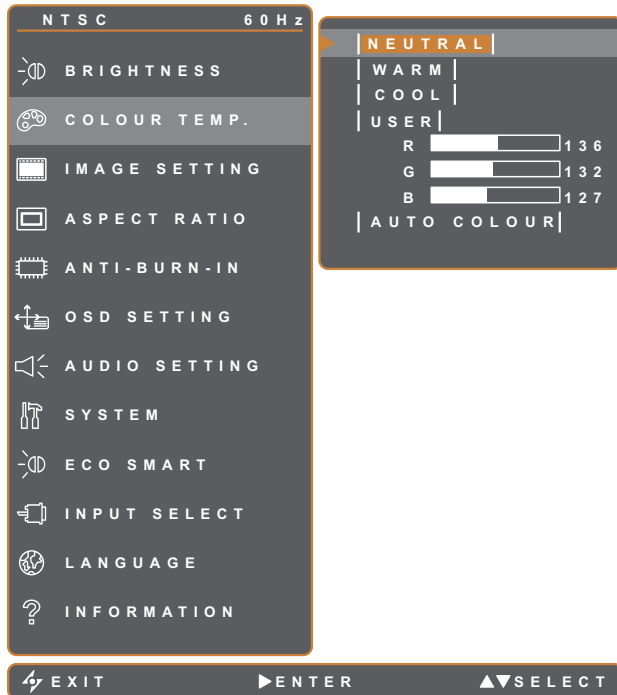 NTSC 60Hz
BRIGHTNESS
COLOUR TEMP.
IMAGE SETTING
ASPECT RATIO
ANTI-BURN-IN
OSD SETTING
AUDIO SETTING
SYSTEM
ECO SMART
INPUT SELECT
LANGUAGE
INFORMATION
NEUTRAL
WARM
COOL
USER
R 136
G 132
B 127
AUTO COLOUR
EXIT ENTER SELECT